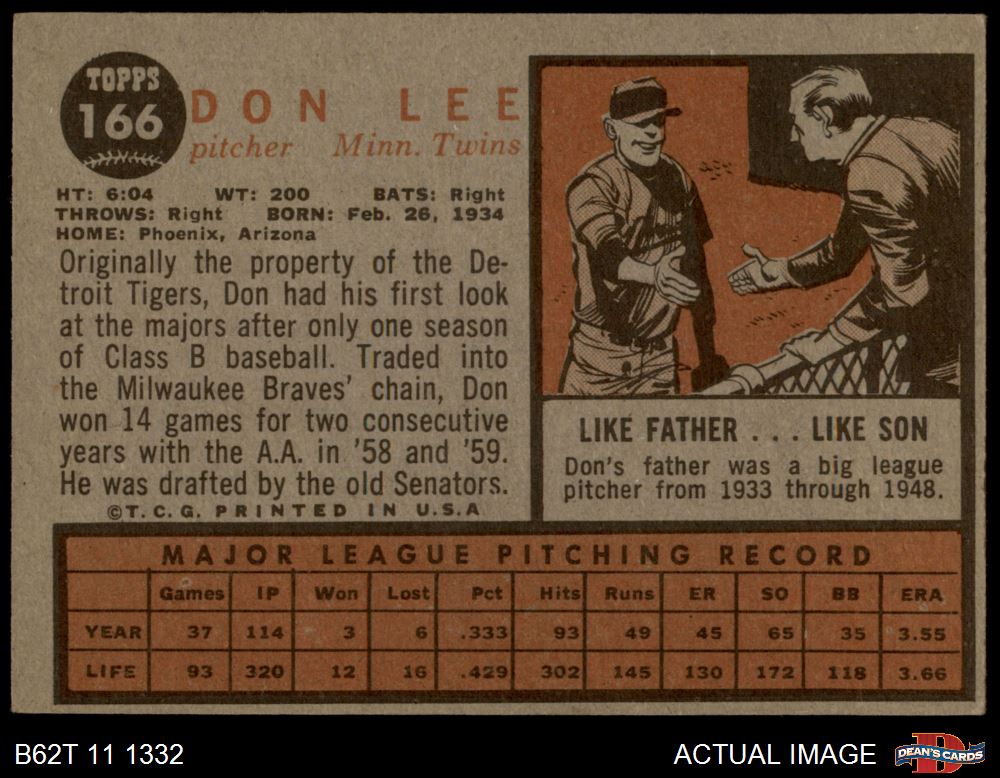 TOPPS
166
DON LEE
pitcher Minn. Twins
HT: 6:04 WT: 200 BATS: Right
THROWS: Right BORN: Feb. 26, 1934
HOME: Phoenix, Arizona
Originally the property of the De-
troit Tigers, Don had his first look
at the majors after only one season
of Class B baseball. Traded into
the Milwaukee Braves' chain, Don
won 14 games for two consecutive
years with the A.A. in '58 and '59.
He was drafted by the old Senators.
©T.C.G. PRINTED IN U.S.A
LIKE FATHER . . . LIKE SON
Don's father was a big league
pitcher from 1933 through 1948.
MAJOR LEAGUE PITCHING RECORD
Games IP Won Lost Pct Hits Runs ER SO BB ERA
YEAR 37 114 3 6 .333 93 49 45 65 35 3.55
LIFE 93 320 12 16 .429 302 145 130 172 118 3.66
B62T 11 1332 ACTUAL IMAGE DEAN'S CARDS